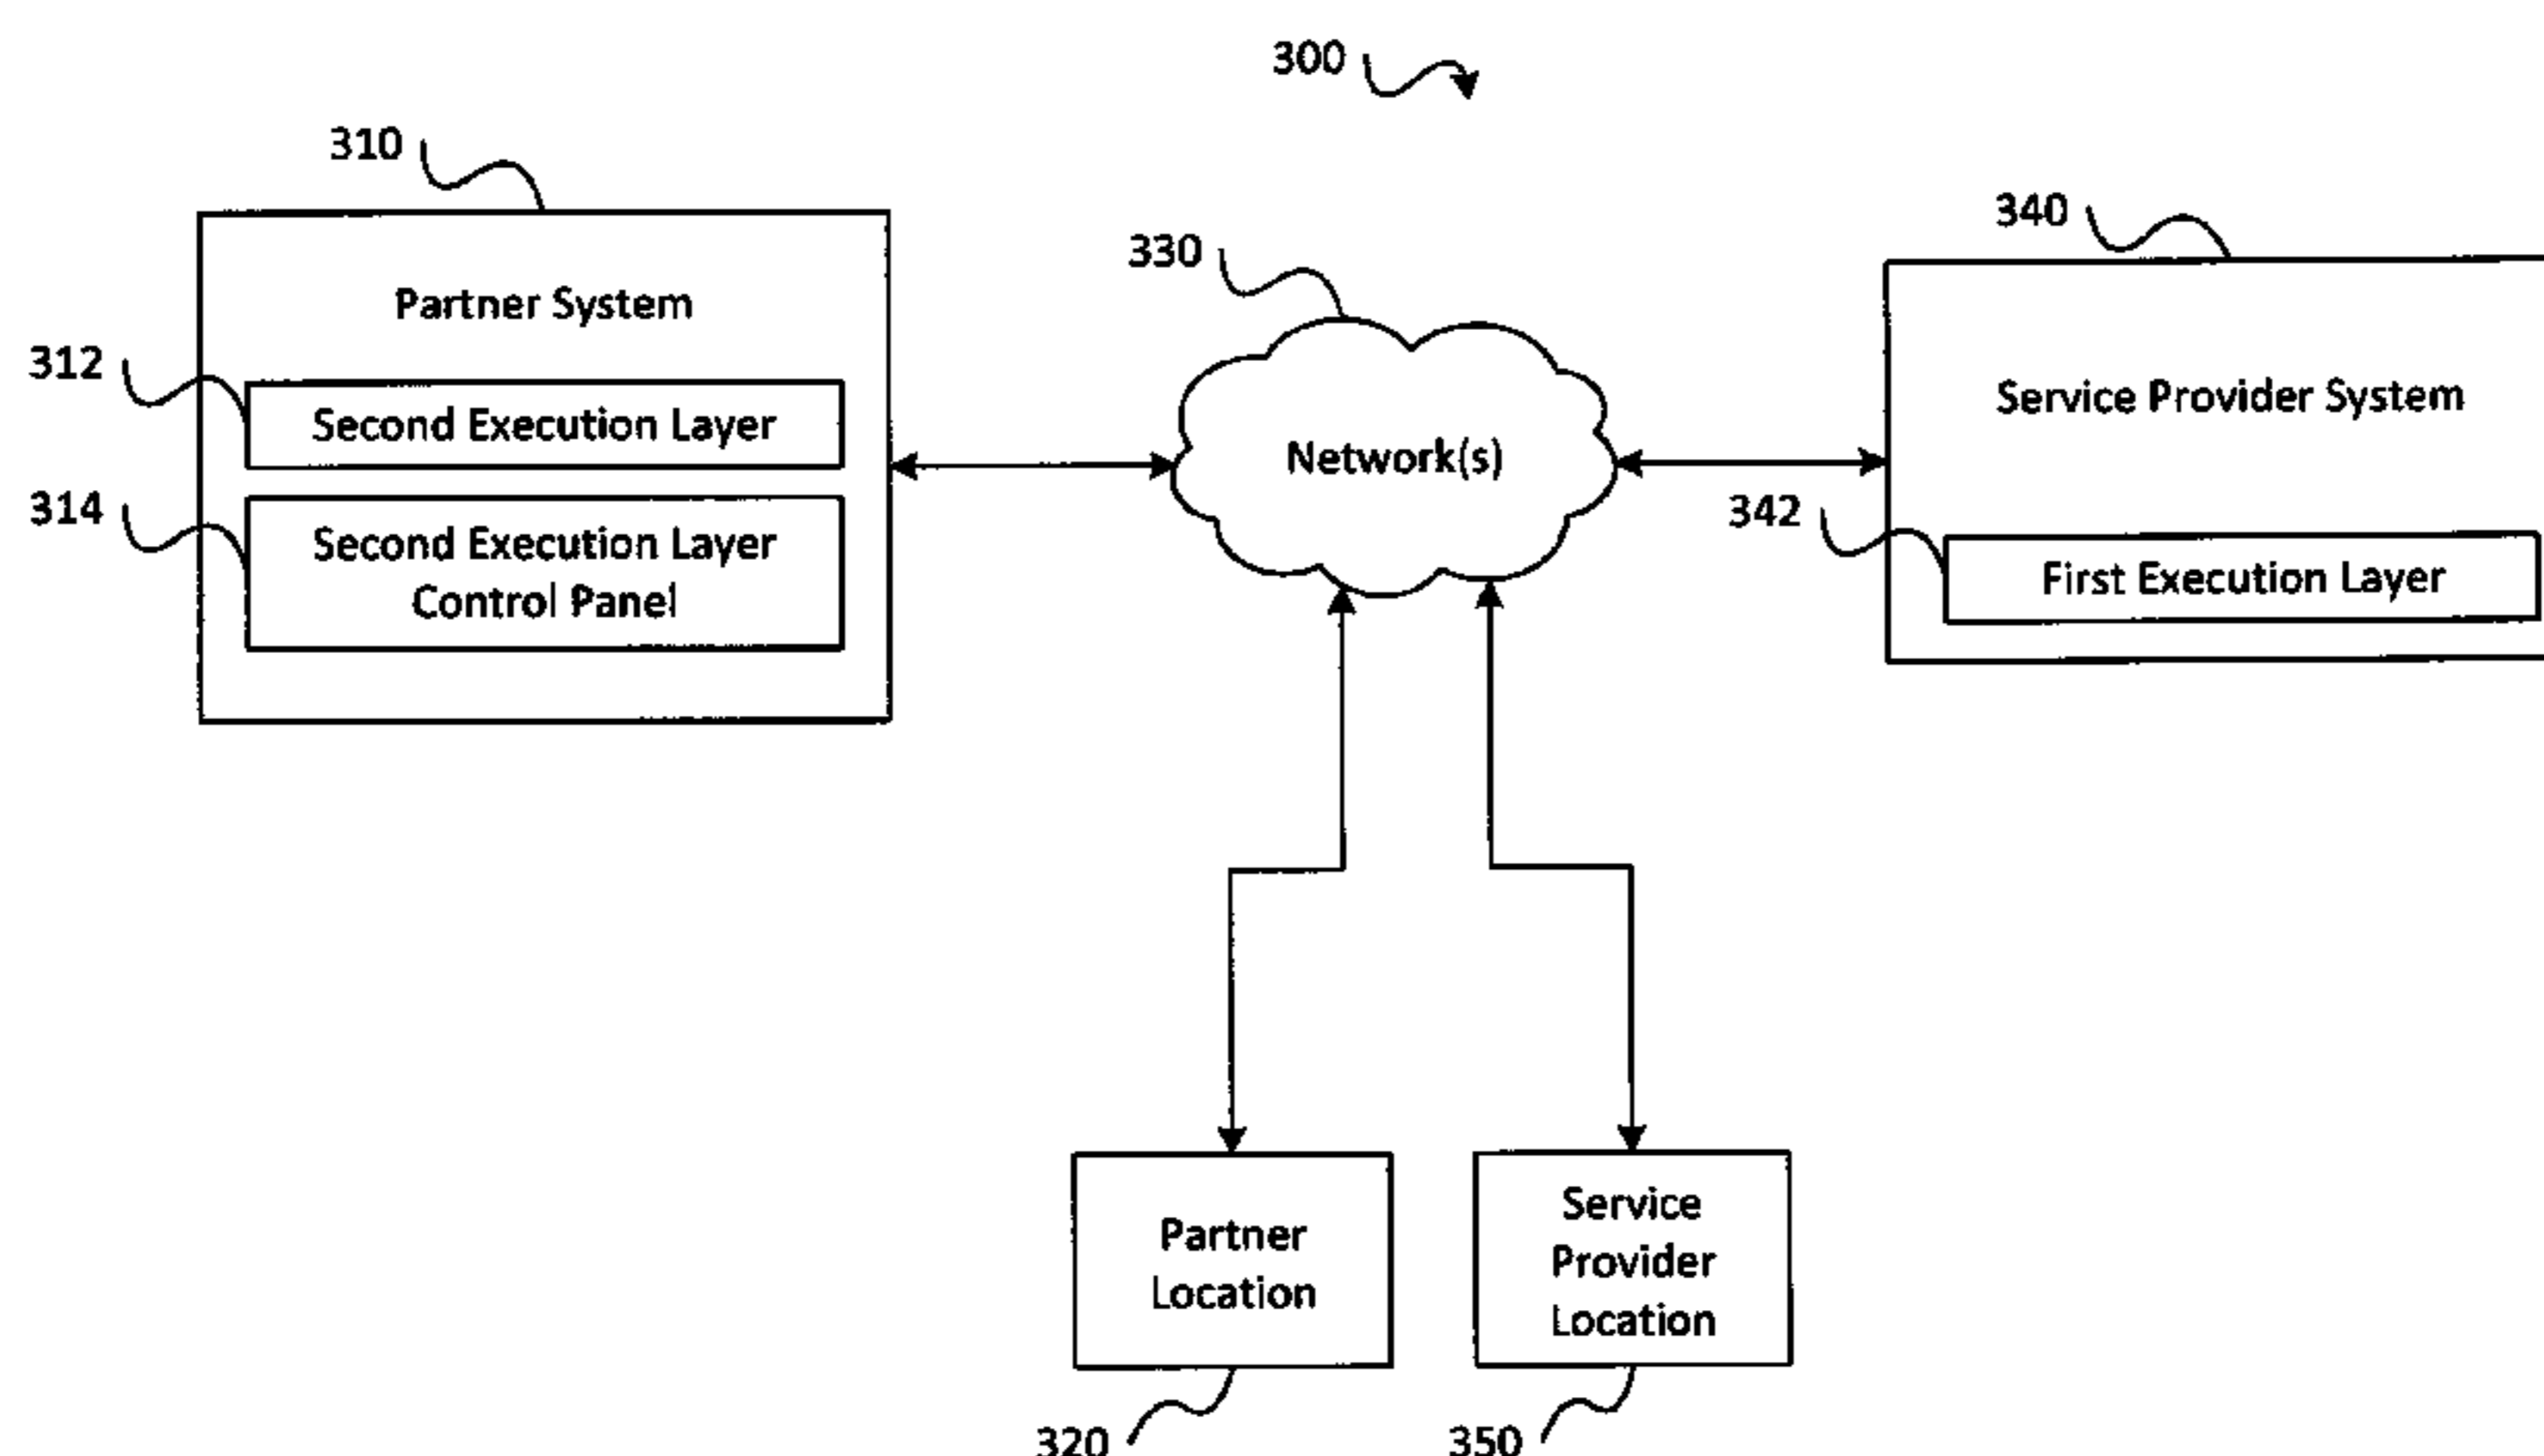 300
310
340
330
Partner System
312
Service Provider System
Second Execution Layer
Network(s)
314
342
Second Execution Layer
Control Panel
First Execution Layer
Partner
Location
Service
Provider
Location
320
350